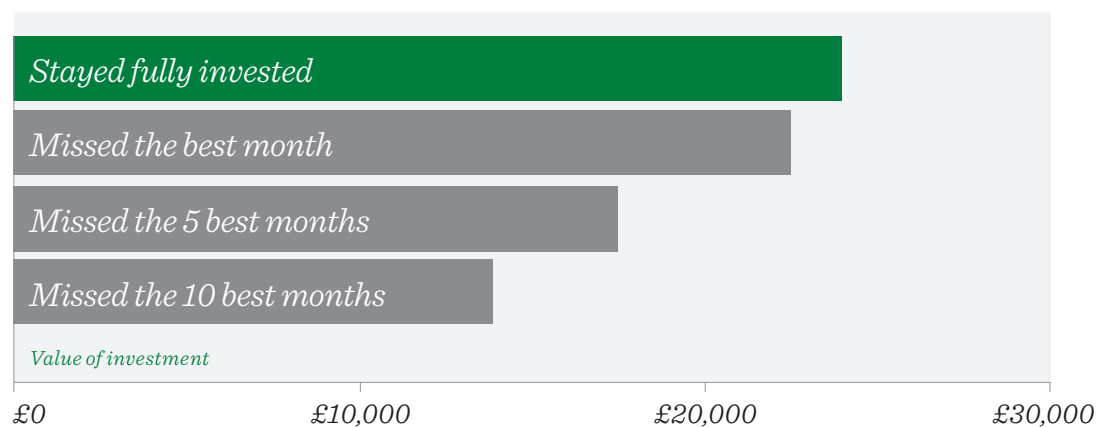 Stayed fully invested
Missed the best month
Missed the 5 best months
Missed the 10 best months
Value of investment
£0 £10,000 £20,000 £30,000